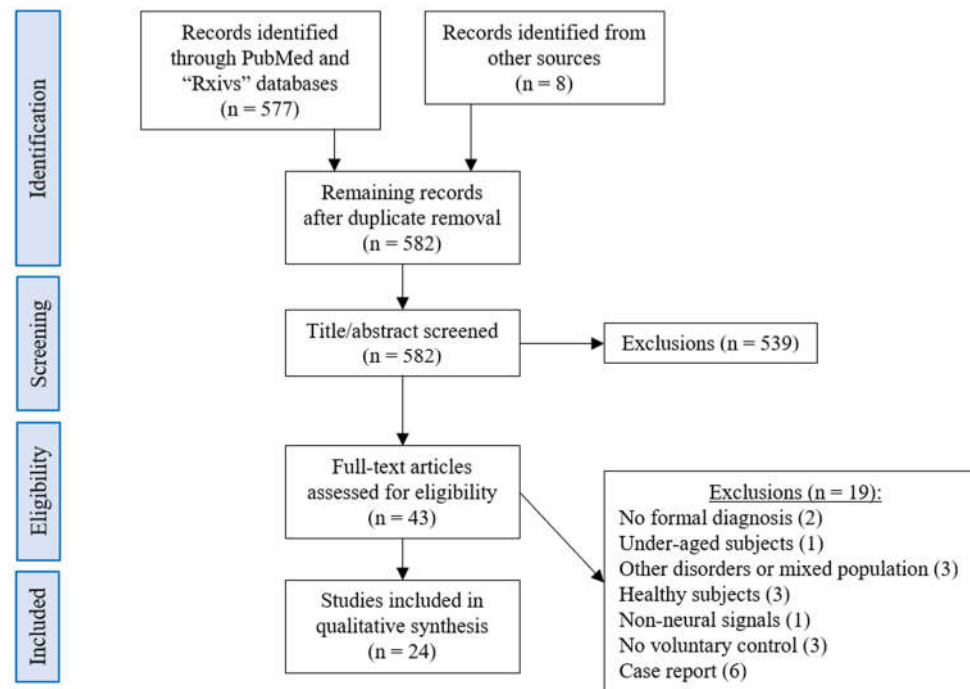 Identification
Records identified
through PubMed and
“Rxivs” databases
(n = 577)
Records identified from
other sources
(n = 8)
Remaining records
after duplicate removal
(n = 582)
Screening
Title/abstract screened
(n = 582)
Exclusions (n = 539)
Eligibility
Full-text articles
assessed for eligibility
(n = 43)
Exclusions (n = 19):
No formal diagnosis (2)
Under-aged subjects (1)
Other disorders or mixed population (3)
Healthy subjects (3)
Non-neural signals (1)
No voluntary control (3)
Case report (6)
Included
Studies included in
qualitative synthesis
(n = 24)